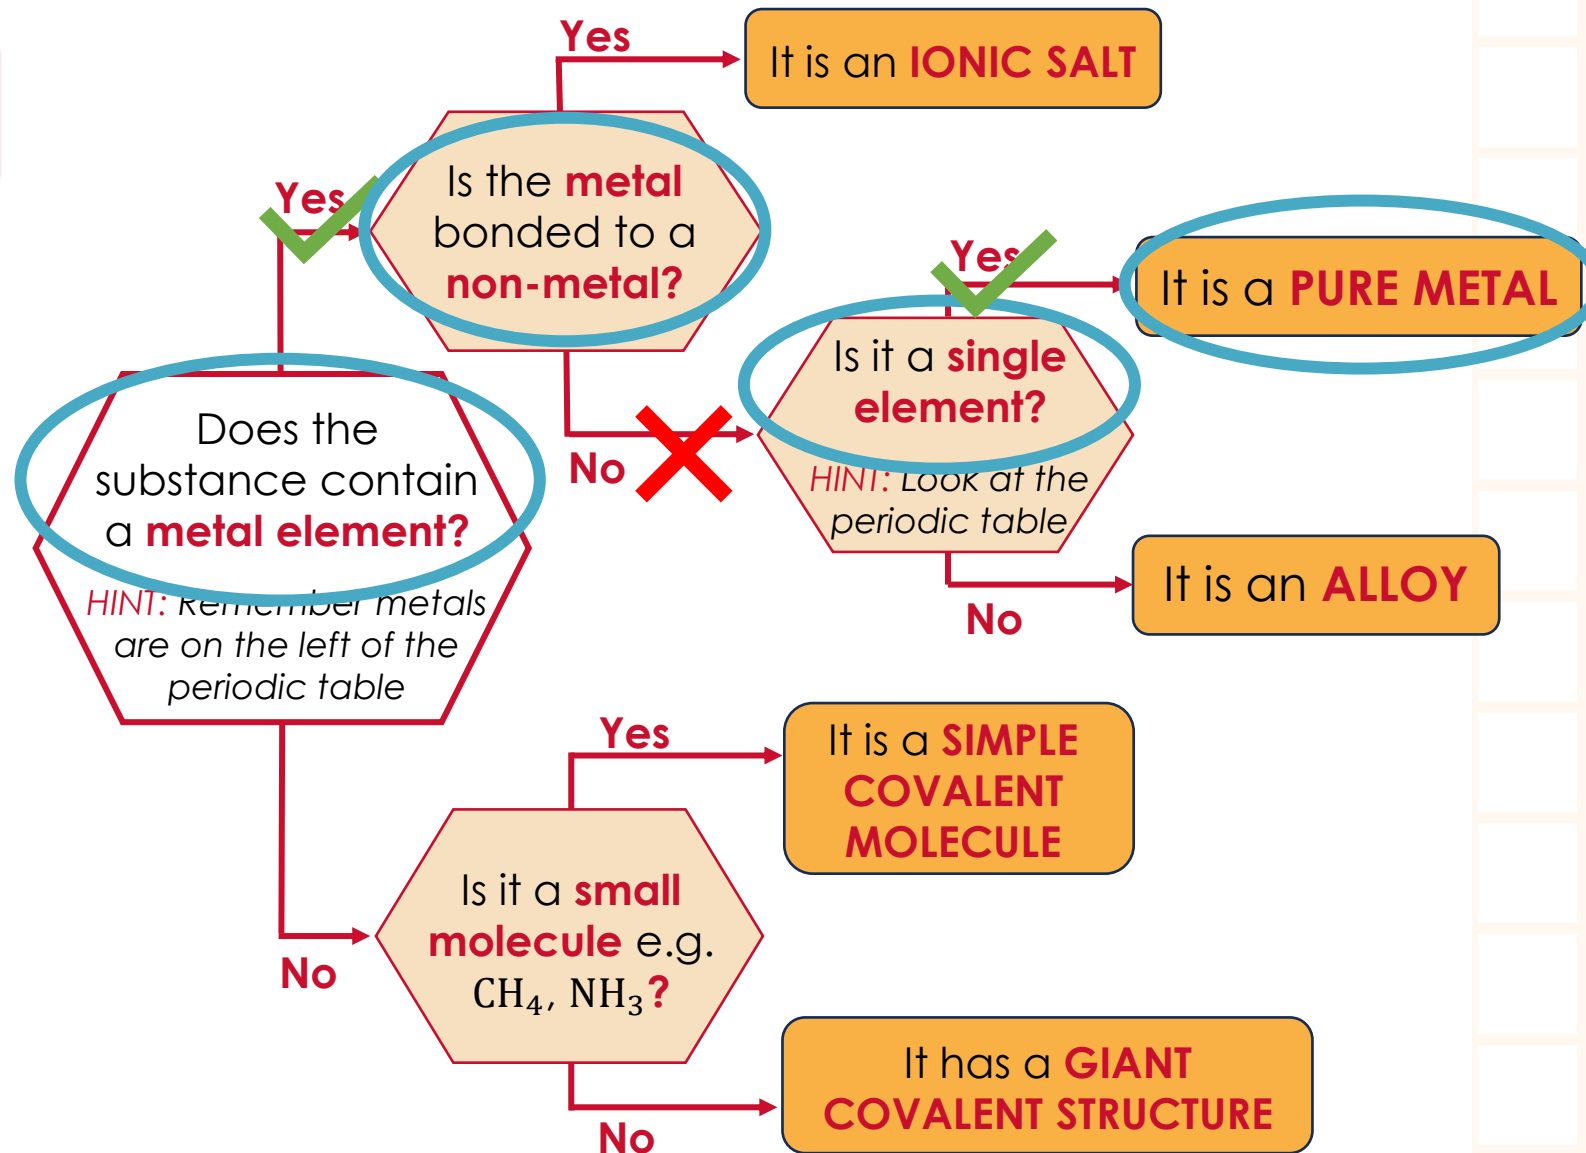 Yes
It is an IONIC SALT
Is the metal
bonded to a
non-metal?
Yes
Yes
It is a PURE METAL
Is it a single
element?
HINT: Look at the
periodic table
No
Does the
substance contain
a metal element?
HINT: Remember metals
are on the left of the
periodic table
It is an ALLOY
No
Yes
It is a SIMPLE
COVALENT
MOLECULE
Is it a small
molecule e.g.
CH₄, NH₃?
No
It has a GIANT
COVALENT STRUCTURE
No